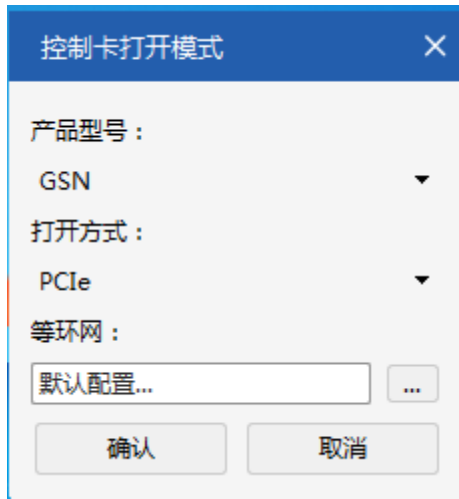 控制卡打开模式
产品型号：
GSN
打开方式：
PCIe
等环网：
默认配置... ...
确认 取消